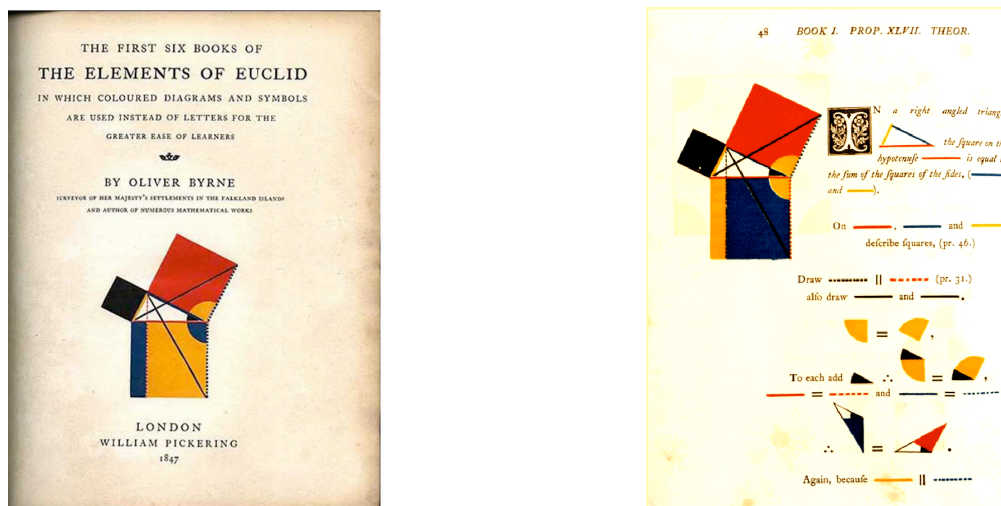 THE FIRST SIX BOOKS OF
THE ELEMENTS OF EUCLID
IN WHICH COLOURED DIAGRAMS AND SYMBOLS
ARE USED INSTEAD OF LETTERS FOR THE
GREATER EASE OF LEARNERS
BY OLIVER BYRNE
SURVEYOR OF HER MAJESTY'S SETTLEMENTS IN THE FALKLAND ISLANDS
AND AUTHOR OF NUMEROUS MATHEMATICAL WORKS
LONDON
WILLIAM PICKERING
1847
48 BOOK I. PROP. XLVII. THEOR.
IN a right angled
the ſquare on
hypotenuſe is equal
the ſum of the ſquares of the ſides, (
and ).
On , and
deſcribe ſquares, (pr. 46.)
Draw || (pr. 31.)
alſo draw and .
= ,
To each add ∴ = ,
= and =
∴ = .
Again, becauſe ||